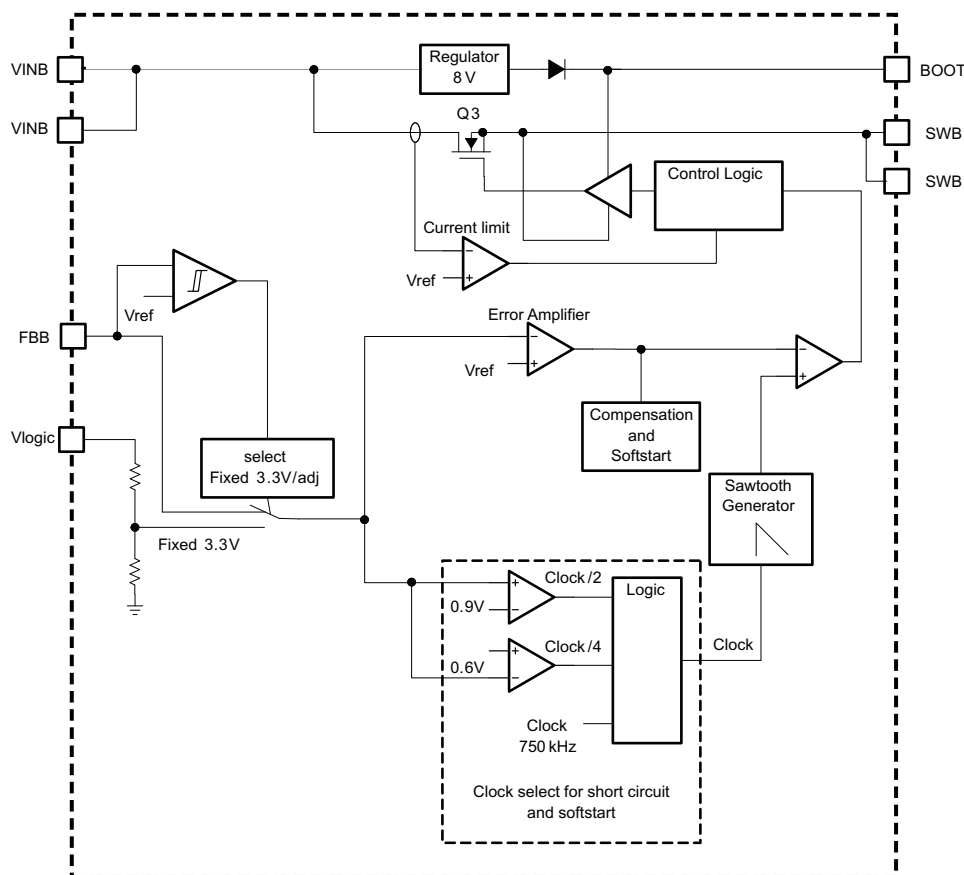 VINB
Regulator
8 V
BOOT
VINB
Q3
SWB
SWB
Control Logic
Current limit
−
+
Vref
Vref
FBB
Error Amplifier
−
+
Vref
−
+
Compensation
and
Softstart
Vlogic
select
Fixed 3.3V/adj
Sawtooth
Generator
Fixed 3.3V
+
−
0.9V
Clock/2
Logic
+
−
0.6V
Clock/4
Clock
Clock
750 kHz
Clock select for short circuit
and softstart